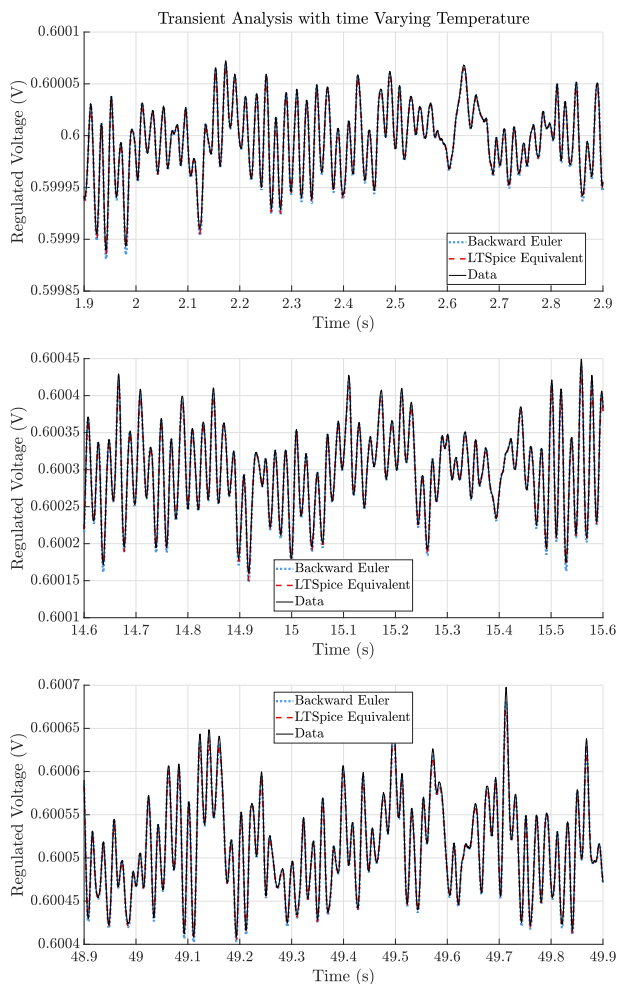 Transient Analysis with time Varying Temperature
0.6001
0.60005
0.6
0.59995
0.5999
0.59985
Regulated Voltage (V)
Backward Euler
LTSpice Equivalent
Data
1.9 2 2.1 2.2 2.3 2.4 2.5 2.6 2.7 2.8 2.9
Time (s)
0.60045
0.6004
0.60035
0.6003
0.60025
0.6002
0.60015
0.6001
Regulated Voltage (V)
Backward Euler
LTSpice Equivalent
Data
14.6 14.7 14.8 14.9 15 15.1 15.2 15.3 15.4 15.5 15.6
Time (s)
0.6007
0.60065
0.6006
0.60055
0.6005
0.60045
0.6004
Regulated Voltage (V)
Backward Euler
LTSpice Equivalent
Data
48.9 49 49.1 49.2 49.3 49.4 49.5 49.6 49.7 49.8 49.9
Time (s)